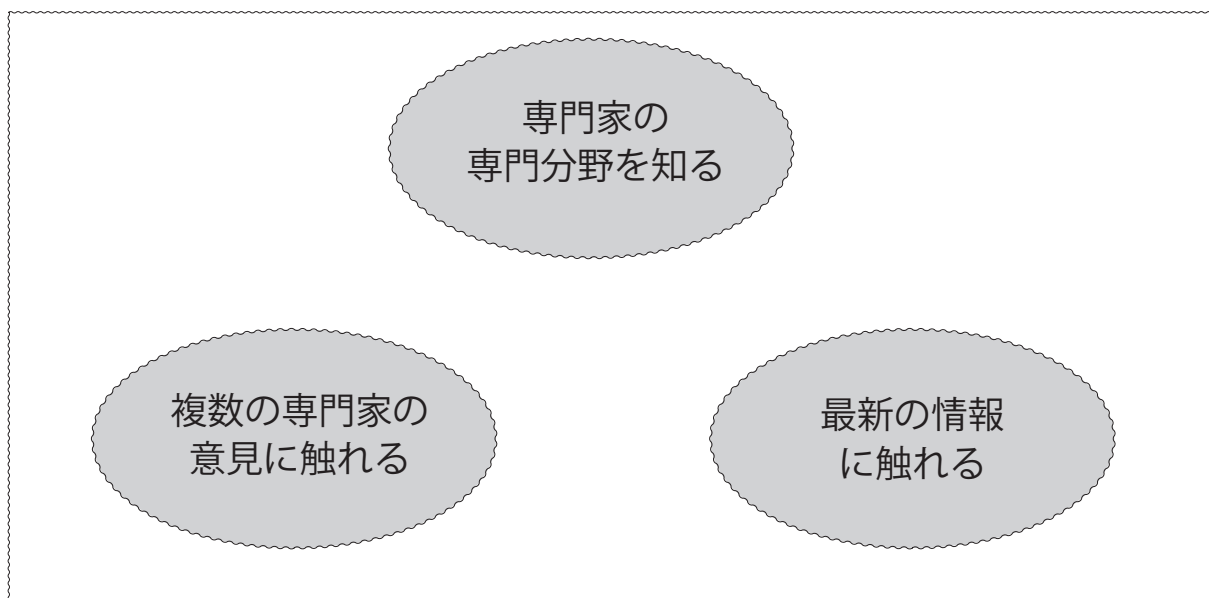 専門家の
専門分野を知る
複数の専門家の
意見に触れる
最新の情報
に触れる